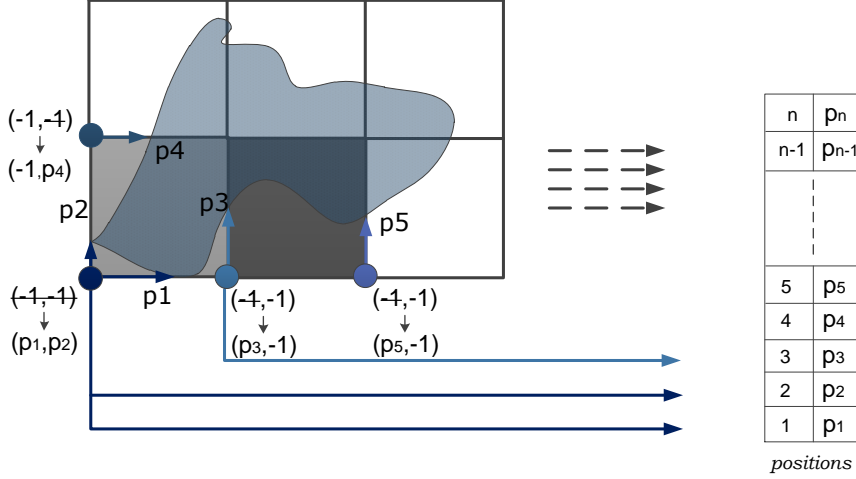 (-1,-1)
(-1,p4)
p4
p2
p3
p5
p1
(-1,-1)
(p1,p2)
(-1,-1)
(p3,-1)
(-1,-1)
(p5,-1)
n pn
n-1 pn-1
5 p5
4 p4
3 p3
2 p2
1 p1
positions